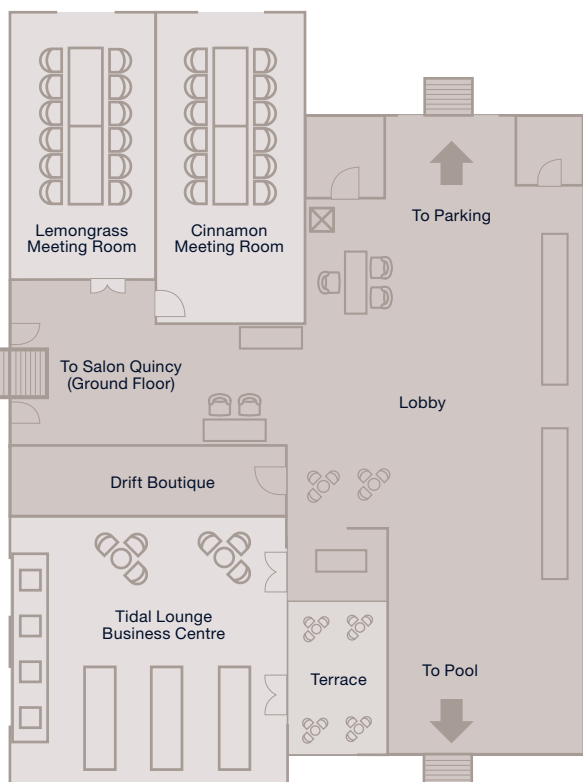 Lemongrass
Meeting Room
Cinnamon
Meeting Room
To Parking
To Salon Quincy
(Ground Floor)
Lobby
Drift Boutique
Tidal Lounge
Business Centre
Terrace
To Pool